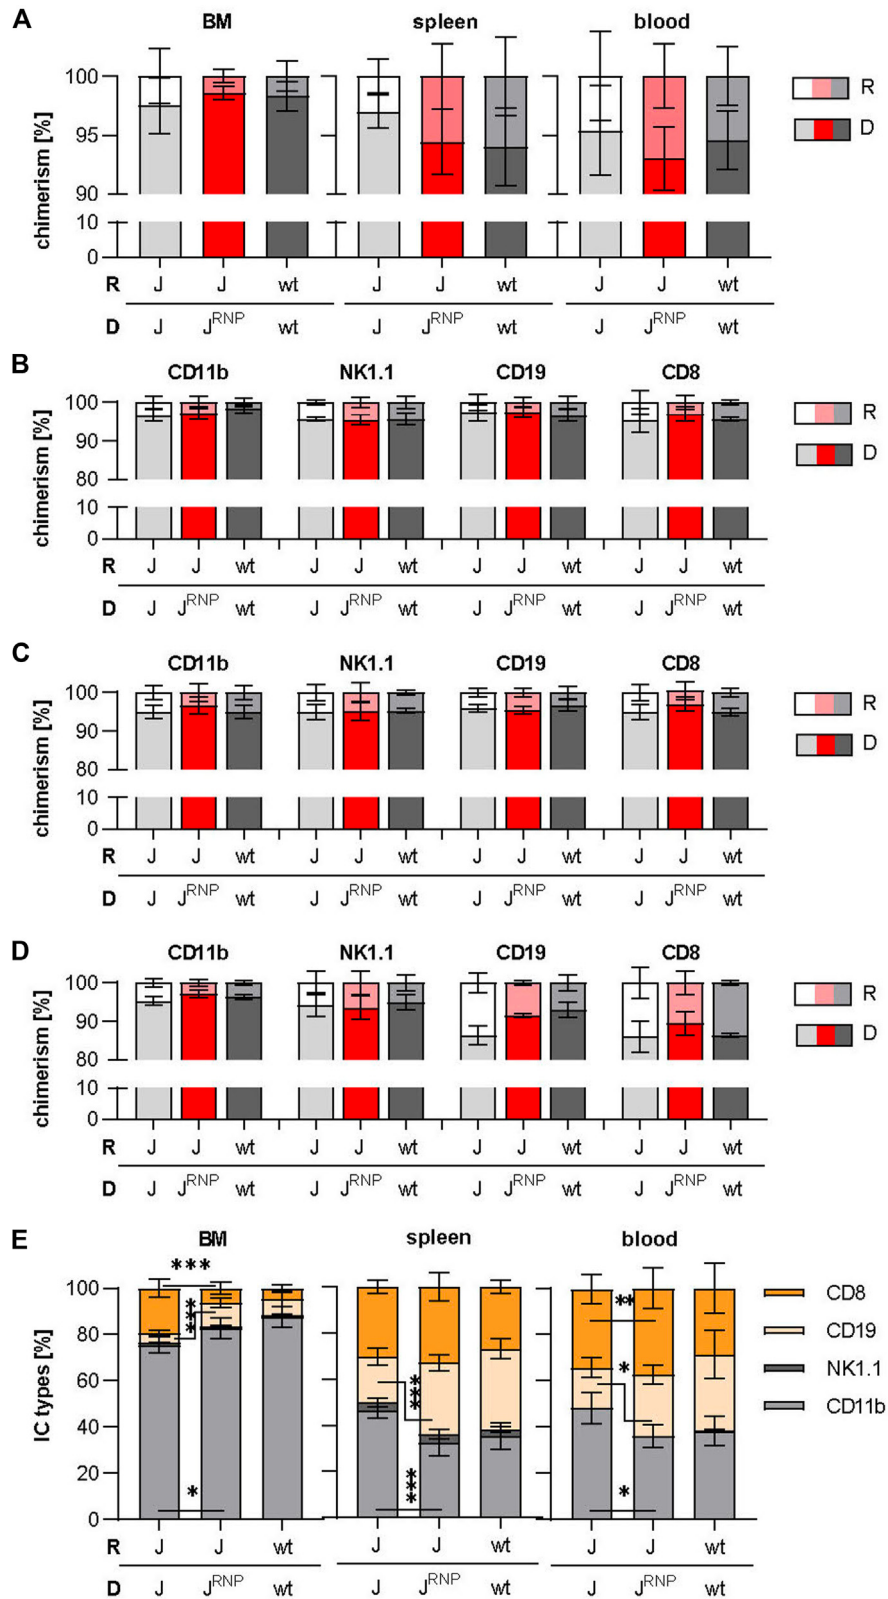 A
BM spleen blood
chimerism [%]
100
95
90
10
0
R
D
R J J wt J J wt J J wt
D J J^RNP wt J J^RNP wt J J^RNP wt
B
CD11b NK1.1 CD19 CD8
chimerism [%]
100
90
80
10
0
R
D
R J J wt J J wt J J wt J J wt
D J J^RNP wt J J^RNP wt J J^RNP wt J J^RNP wt
C
CD11b NK1.1 CD19 CD8
chimerism [%]
100
90
80
10
0
R
D
R J J wt J J wt J J wt J J wt
D J J^RNP wt J J^RNP wt J J^RNP wt J J^RNP wt
D
CD11b NK1.1 CD19 CD8
chimerism [%]
100
90
80
10
0
R
D
R J J wt J J wt J J wt J J wt
D J J^RNP wt J J^RNP wt J J^RNP wt J J^RNP wt
E
BM spleen blood
IC types [%]
100
80
60
40
20
0
***
***
*
***
***
**
*
*
CD8
CD19
NK1.1
CD11b
R J J wt J J wt J J wt
D J J^RNP wt J J^RNP wt J J^RNP wt